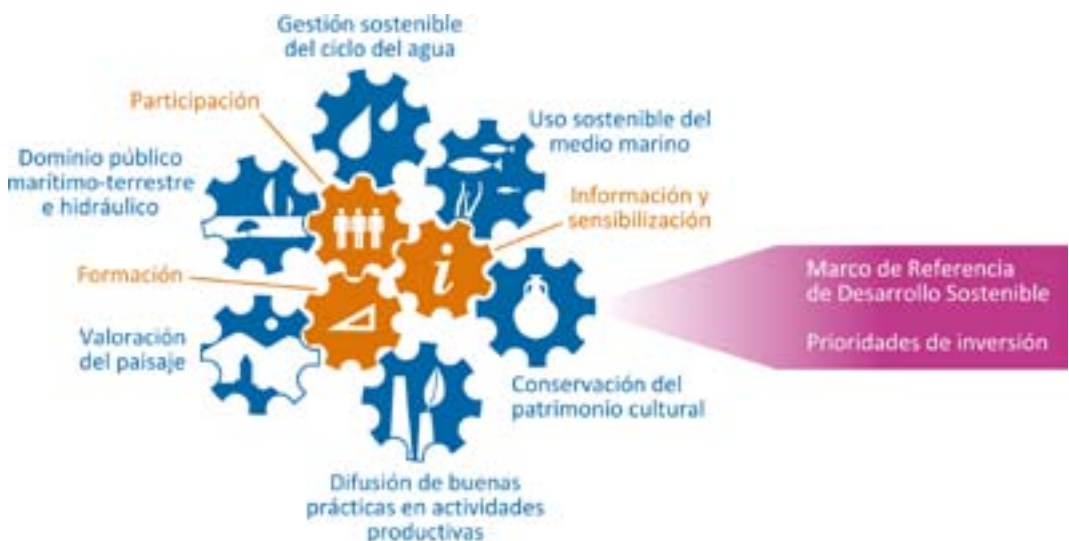 Gestión sostenible
del ciclo del agua
Participación
Uso sostenible del
medio marino
Dominio público
marítimo-terrestre
e hidráulico
Información y
sensibilización
Formación
Marco de Referencia
de Desarrollo Sostenible
Prioridades de inversión
Valoración
del paisaje
Conservación del
patrimonio cultural
Difusión de buenas
prácticas en actividades
productivas
i